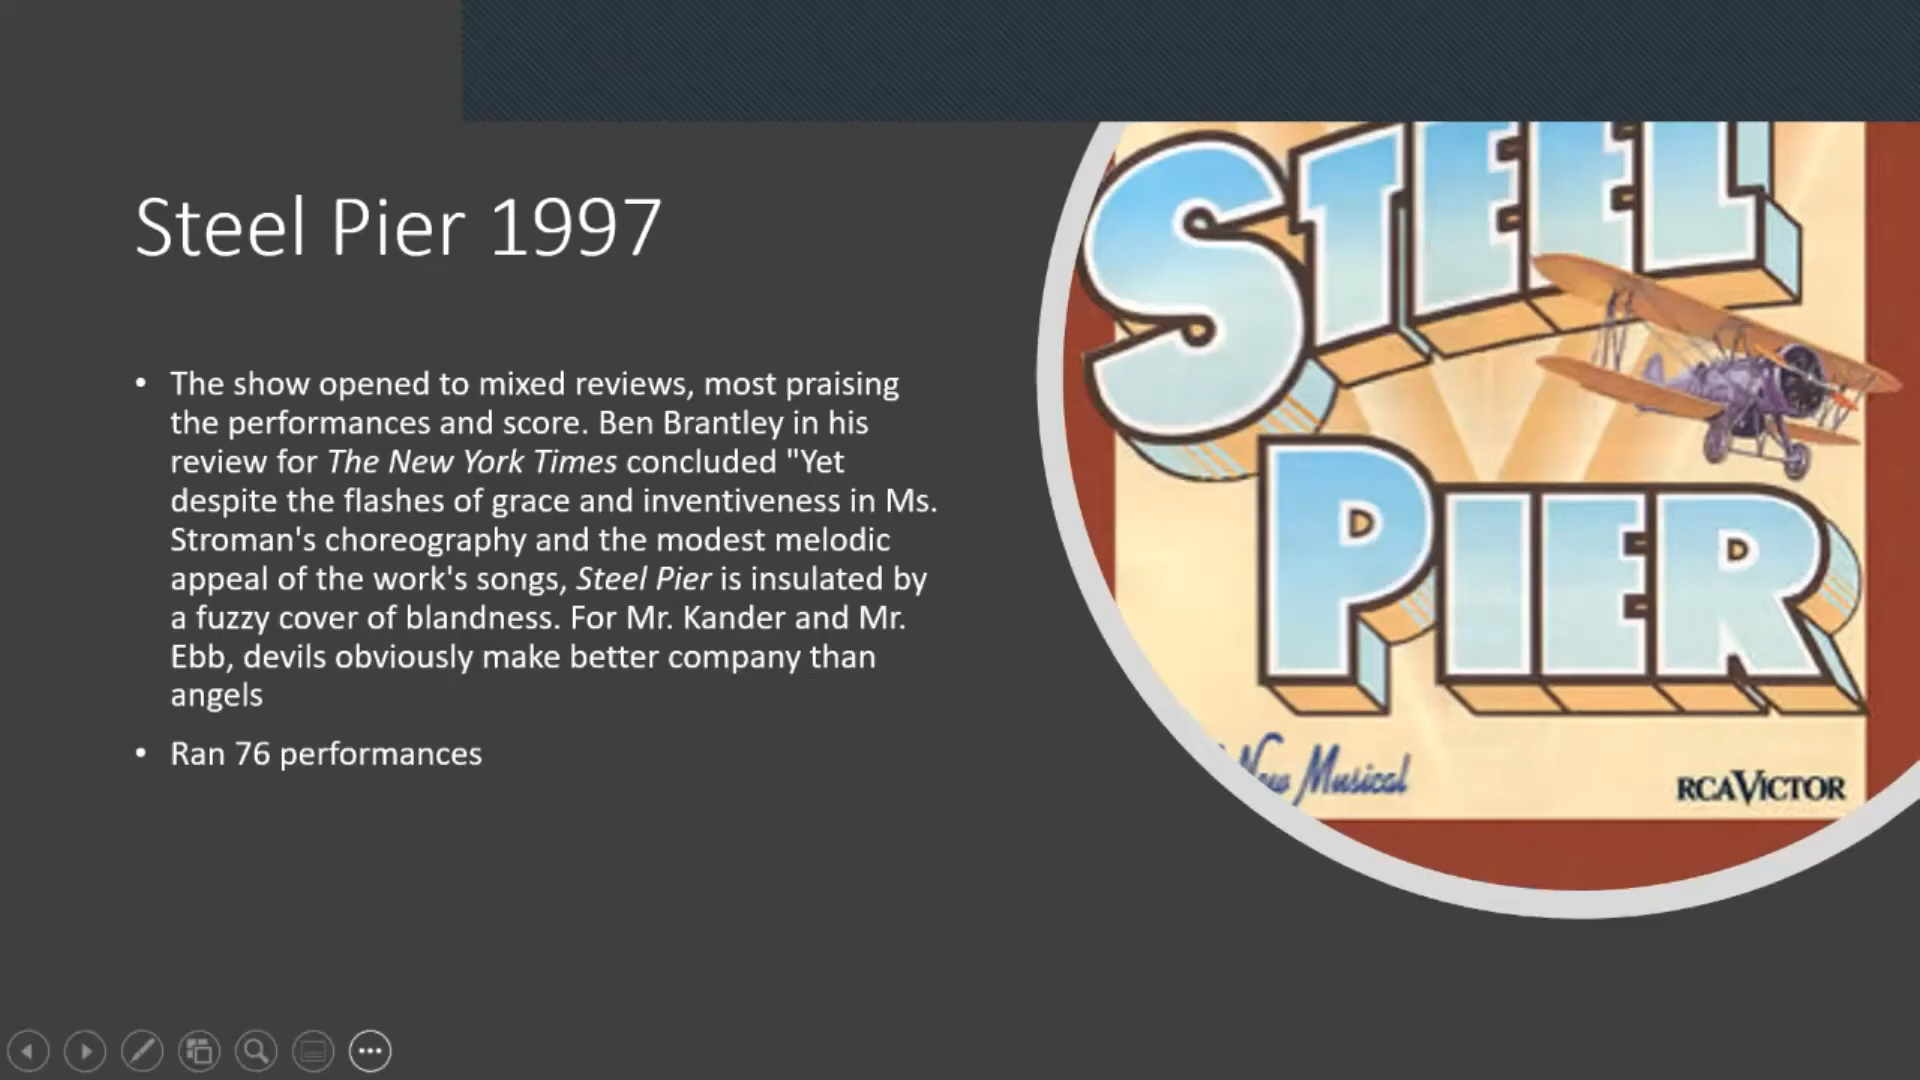 Steel Pier 1997
• The show opened to mixed reviews, most praising
the performances and score. Ben Brantley in his
review for The New York Times concluded "Yet
despite the flashes of grace and inventiveness in Ms.
Stroman's choreography and the modest melodic
appeal of the work's songs, Steel Pier is insulated by
a fuzzy cover of blandness. For Mr. Kander and Mr.
Ebb, devils obviously make better company than
angels
• Ran 76 performances
STEEL
PIER
New Musical
RCA VICTOR